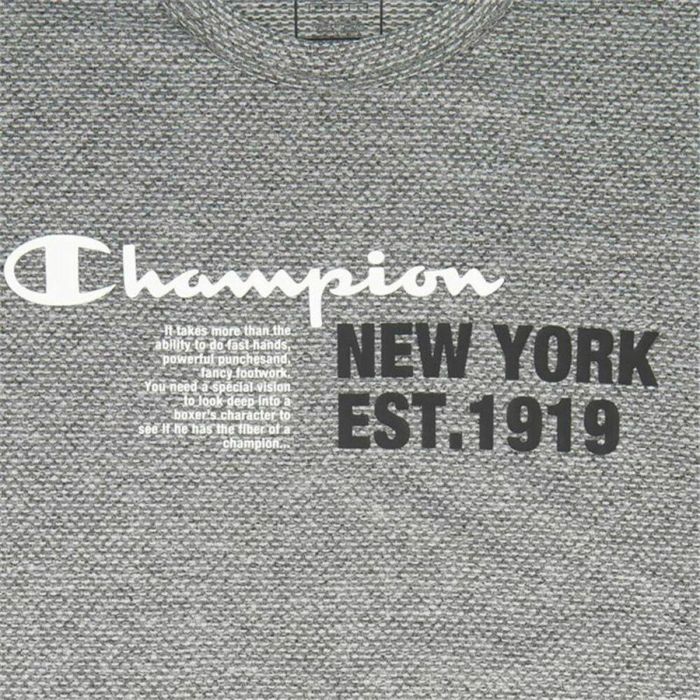 Champion
It takes more than the
ability to do fast hands,
powerful punchesand,
fancy footwork.
You need a special vision
to look deep into a
boxer's character to
see if he has the fiber of a
champion...
NEW YORK
EST.1919